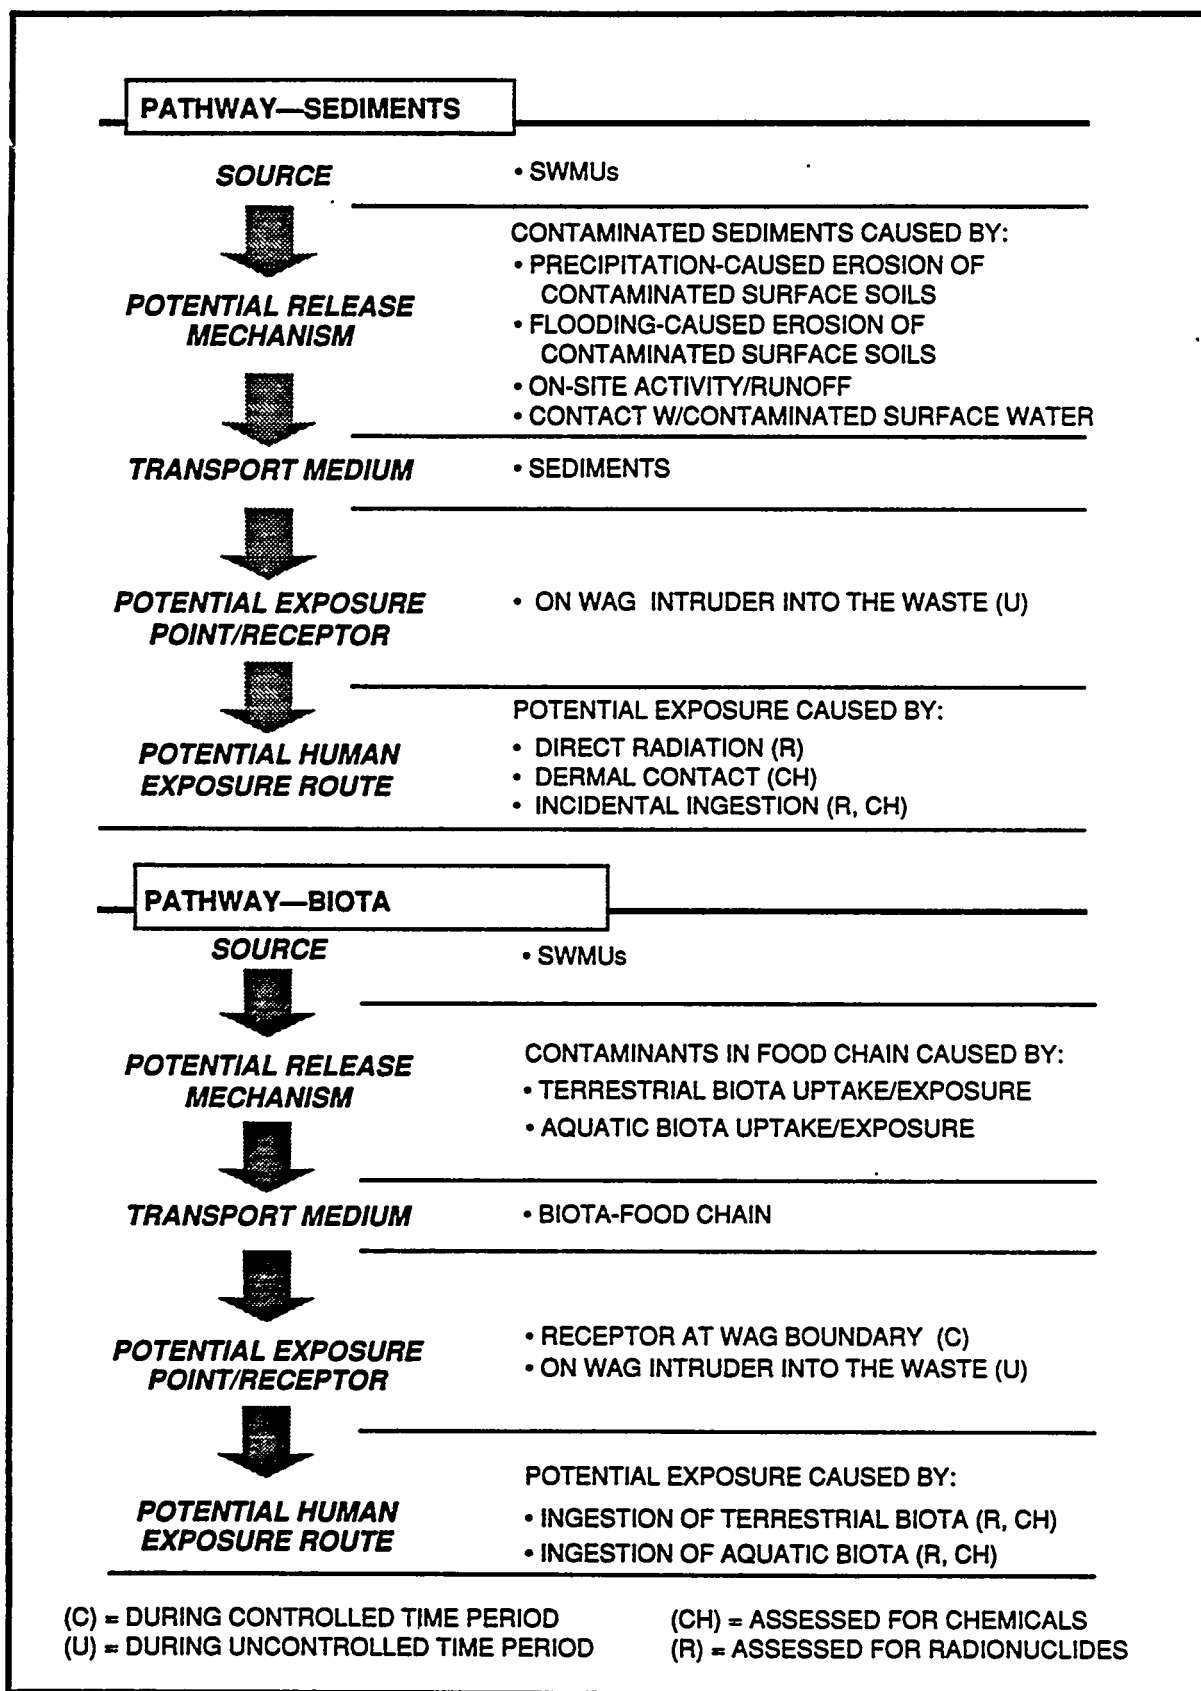 PATHWAY—SEDIMENTS
SOURCE
• SWMUs
POTENTIAL RELEASE
MECHANISM
CONTAMINATED SEDIMENTS CAUSED BY:
• PRECIPITATION-CAUSED EROSION OF
CONTAMINATED SURFACE SOILS
• FLOODING-CAUSED EROSION OF
CONTAMINATED SURFACE SOILS
• ON-SITE ACTIVITY/RUNOFF
• CONTACT W/CONTAMINATED SURFACE WATER
TRANSPORT MEDIUM
• SEDIMENTS
POTENTIAL EXPOSURE
POINT/RECEPTOR
• ON WAG INTRUDER INTO THE WASTE (U)
POTENTIAL HUMAN
EXPOSURE ROUTE
POTENTIAL EXPOSURE CAUSED BY:
• DIRECT RADIATION (R)
• DERMAL CONTACT (CH)
• INCIDENTAL INGESTION (R, CH)
PATHWAY—BIOTA
SOURCE
• SWMUs
POTENTIAL RELEASE
MECHANISM
CONTAMINANTS IN FOOD CHAIN CAUSED BY:
• TERRESTRIAL BIOTA UPTAKE/EXPOSURE
• AQUATIC BIOTA UPTAKE/EXPOSURE
TRANSPORT MEDIUM
• BIOTA-FOOD CHAIN
POTENTIAL EXPOSURE
POINT/RECEPTOR
• RECEPTOR AT WAG BOUNDARY (C)
• ON WAG INTRUDER INTO THE WASTE (U)
POTENTIAL HUMAN
EXPOSURE ROUTE
POTENTIAL EXPOSURE CAUSED BY:
• INGESTION OF TERRESTRIAL BIOTA (R, CH)
• INGESTION OF AQUATIC BIOTA (R, CH)
(C) = DURING CONTROLLED TIME PERIOD
(U) = DURING UNCONTROLLED TIME PERIOD
(CH) = ASSESSED FOR CHEMICALS
(R) = ASSESSED FOR RADIONUCLIDES